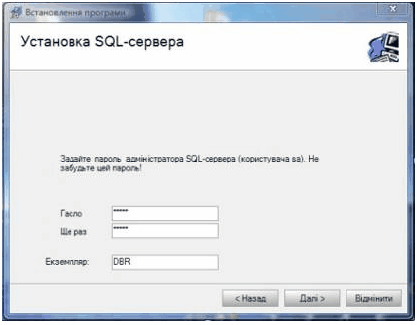 Встановлення програми
Установка SQL-сервера
Задайте пароль адміністратора SQL-сервера (користувача sa). Не
забудьте цей пароль!
Гасло *****
Ще раз *****
Екземпляр: DBR
< Назад Далі > Відмінити